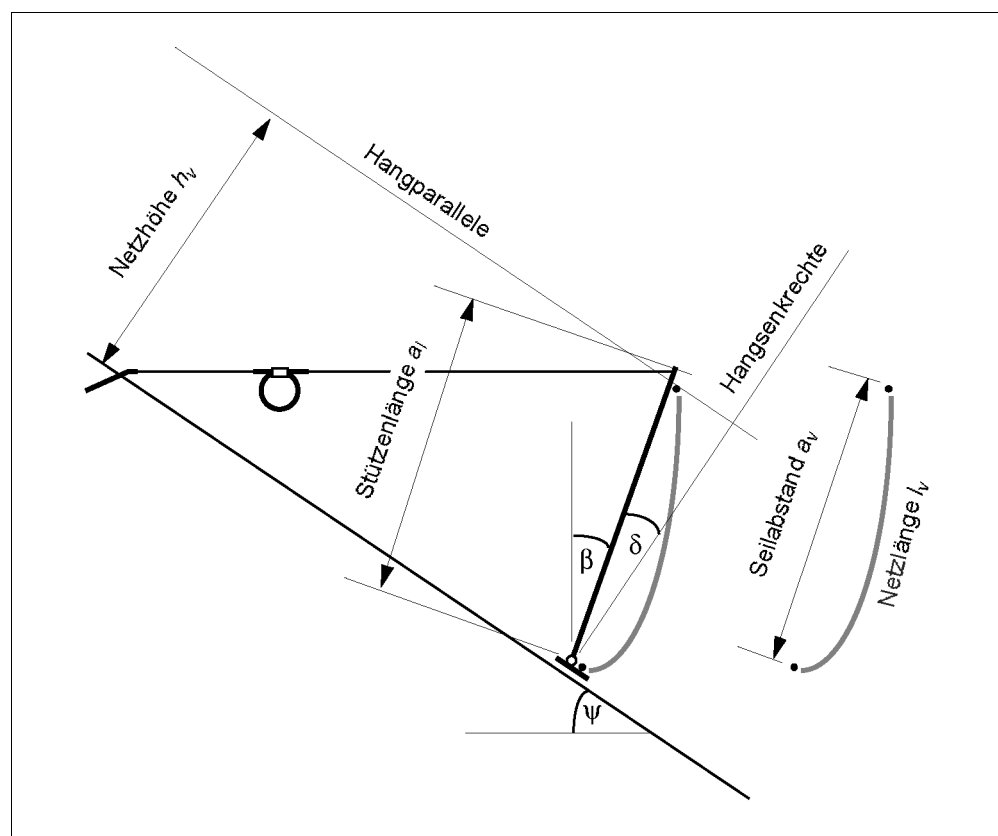 Netzhöhe hv
Hangparallele
Hangsenkrechte
Stützenlänge al
Seilabstand av
Netzlänge lv
β
δ
ψ